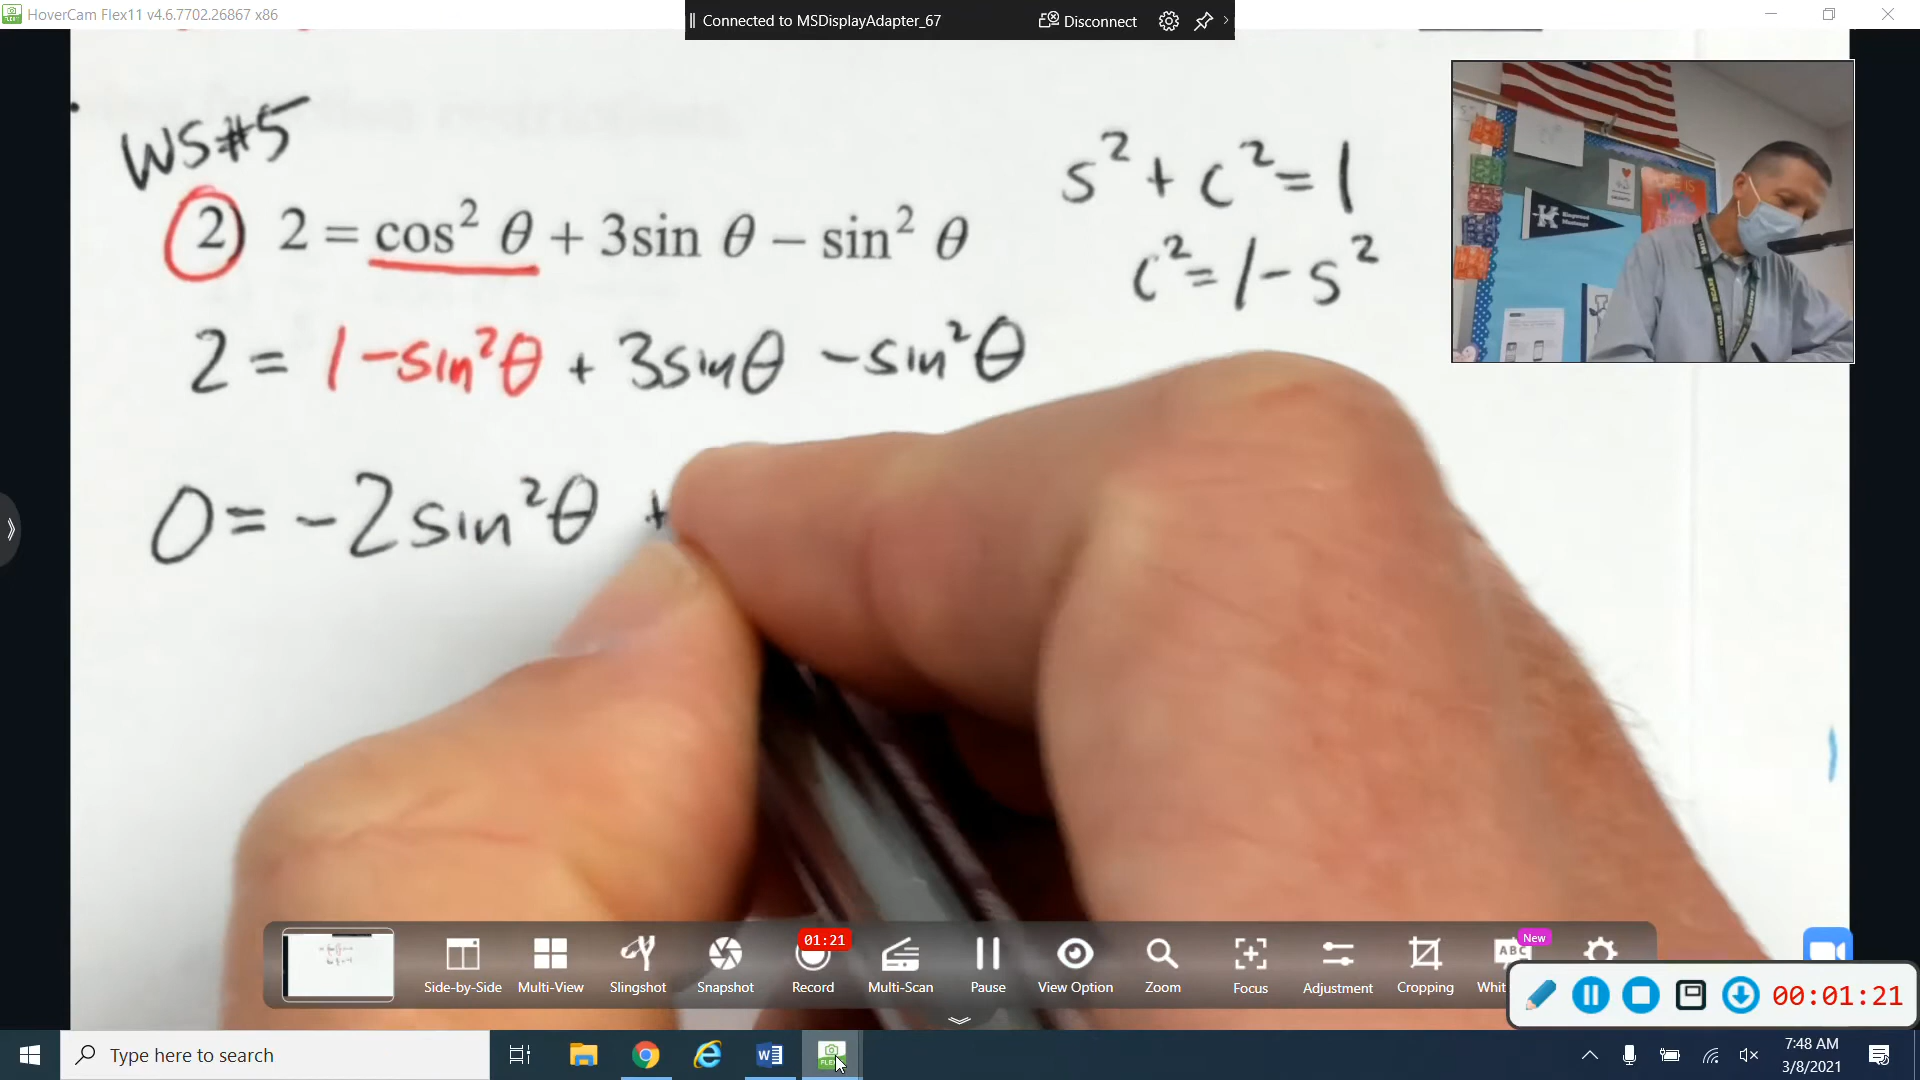 HoverCam Flex11 v4.6.7702.26867 x86
Connected to MSDisplayAdapter_67 Disconnect
WS#5
2) 2 = cos² θ + 3sin θ – sin² θ
2 = 1 - sin²θ + 3sinθ - sin²θ
0 = -2sin²θ +
s² + c² = 1
c² = 1 - s²
01:21
New
ABC
Side-by-Side Multi-View Slingshot Snapshot Record Multi-Scan Pause View Option Zoom Focus Adjustment Cropping Whit
00:01:21
Type here to search
FLEX
7:48 AM
3/8/2021